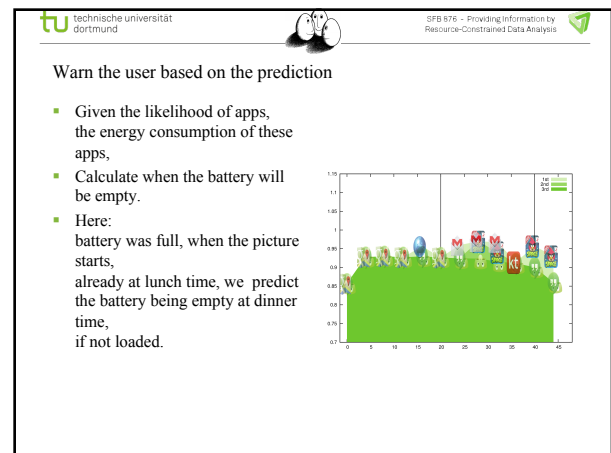 technische universität
dortmund
SFB 876 - Providing Information by
Resource-Constrained Data Analysis
Warn the user based on the prediction
Given the likelihood of apps,
the energy consumption of these
apps,
Calculate when the battery will
be empty.
Here:
battery was full, when the picture
starts,
already at lunch time, we predict
the battery being empty at dinner
time,
if not loaded.
1.15
1.1
1.05
1
0.95
0.9
0.85
0.8
0.75
0.7
0 5 10 15 20 25 30 35 40 45
1st
2nd
3rd
kt